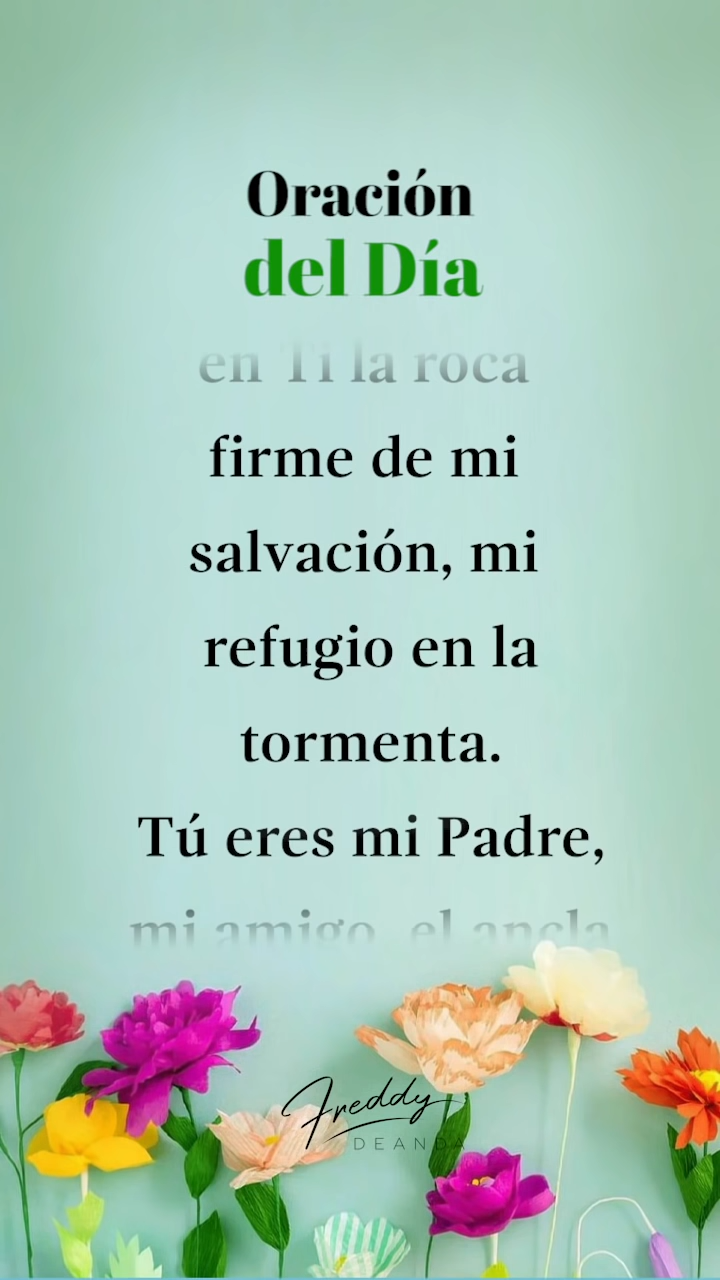 Oración
del Día
en Ti la roca
firme de mi
salvación, mi
refugio en la
tormenta.
Tú eres mi Padre,
mi amigo, el ancla
Freddy
DEANDA